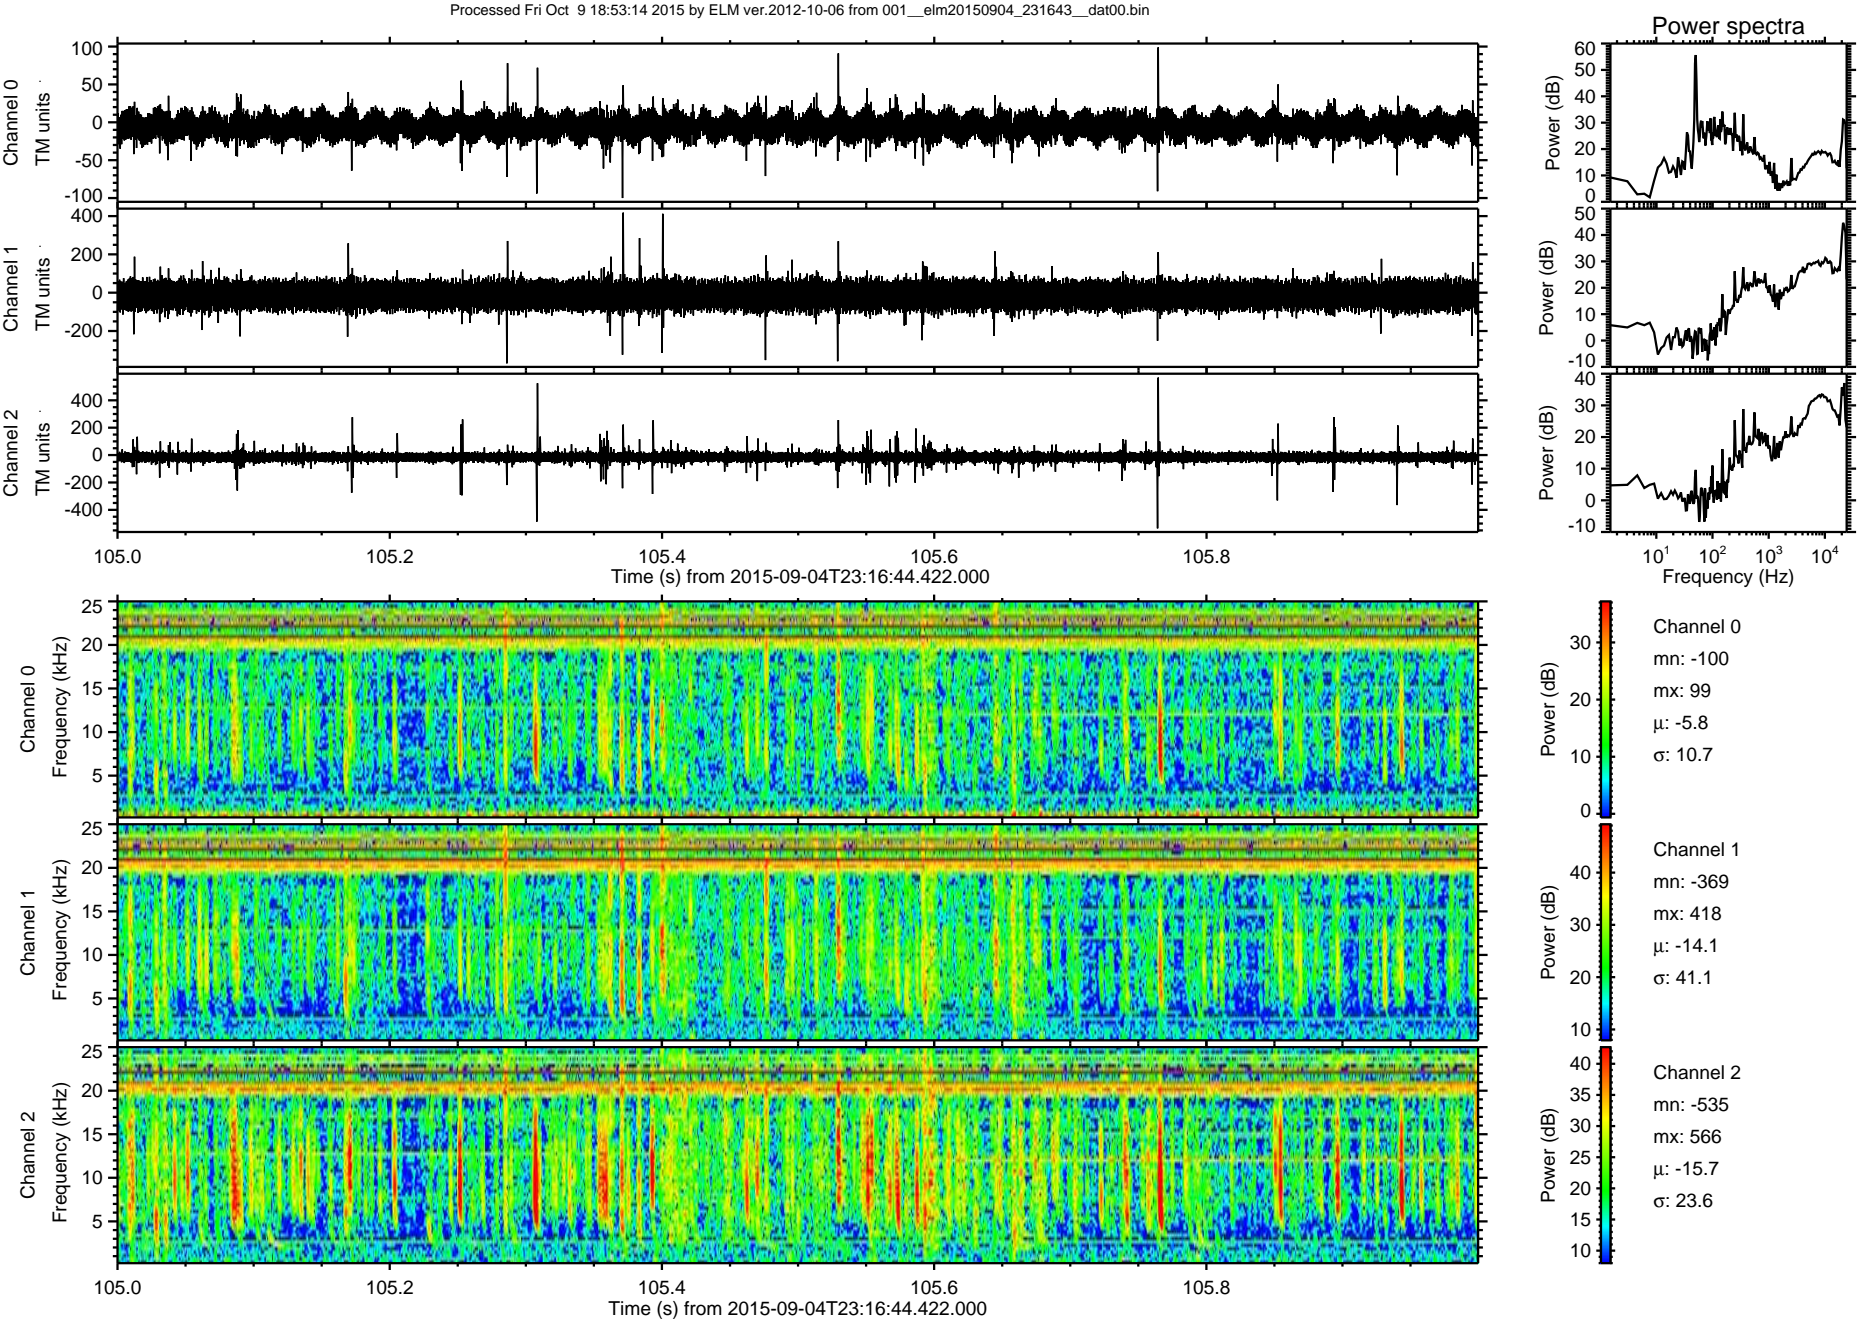 Processed Fri Oct  9 18:53:14 2015 by ELM ver.2012-10-06 from 001__elm20150904_231643__dat00.bin
Power spectra
Channel 0
TM units
100
50
0
-50
-100
Power (dB)
60
50
40
30
20
10
0
Channel 1
TM units
400
200
0
-200
Power (dB)
50
40
30
20
10
0
-10
Channel 2
TM units
400
200
0
-200
-400
Power (dB)
40
30
20
10
0
-10
105.0 105.2 105.4 105.6 105.8
Time (s) from 2015-09-04T23:16:44.422.000
10^1 10^2 10^3 10^4
Frequency (Hz)
Channel 0
Frequency (kHz)
25
20
15
10
5
Power (dB)
30
20
10
0
Channel 0
mn: -100
mx: 99
μ: -5.8
σ: 10.7
Channel 1
Frequency (kHz)
25
20
15
10
5
Power (dB)
40
30
20
10
Channel 1
mn: -369
mx: 418
μ: -14.1
σ: 41.1
Channel 2
Frequency (kHz)
25
20
15
10
5
Power (dB)
40
35
30
25
20
15
10
Channel 2
mn: -535
mx: 566
μ: -15.7
σ: 23.6
105.0 105.2 105.4 105.6 105.8
Time (s) from 2015-09-04T23:16:44.422.000